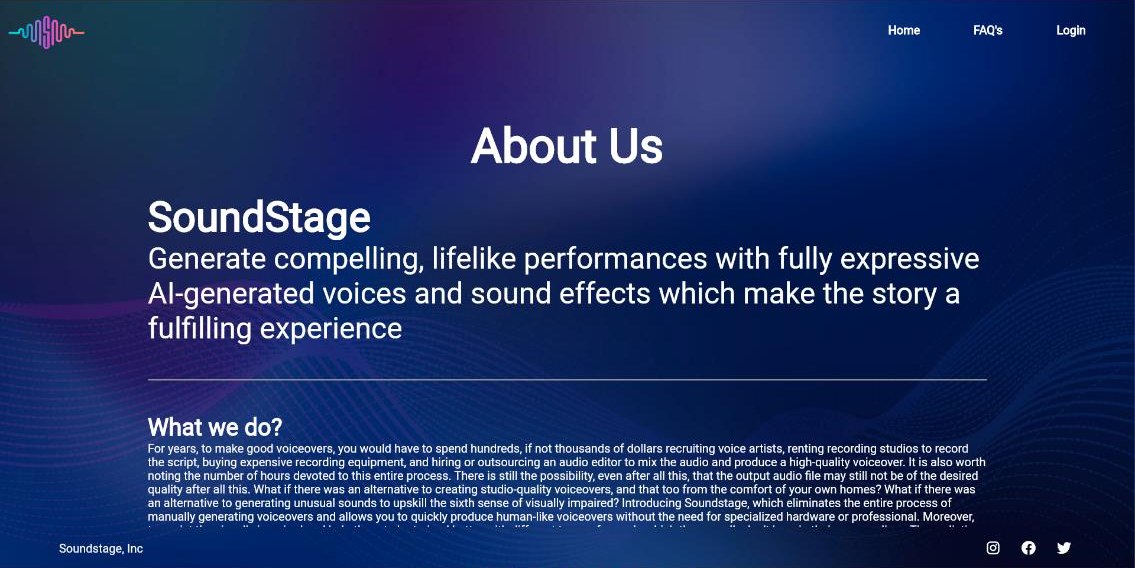 Home FAQ's Login
About Us
SoundStage
Generate compelling, lifelike performances with fully expressive
AI-generated voices and sound effects which make the story a
fulfilling experience
What we do?
For years, to make good voiceovers, you would have to spend hundreds, if not thousands of dollars recruiting voice artists, renting recording studios to record
the script, buying expensive recording equipment, and hiring or outsourcing an audio editor to mix the audio and produce a high-quality voiceover. It is also worth
noting the number of hours devoted to this entire process. There is still the possibility, even after all this, that the output audio file may still not be of the desired
quality after all this. What if there was an alternative to creating studio-quality voiceovers, and that too from the comfort of your own homes? What if there was
an alternative to generating unusual sounds to upskill the sixth sense of visually impaired? Introducing Soundstage, which eliminates the entire process of
manually generating voiceovers and allows you to quickly produce human-like voiceovers without the need for specialized hardware or professional. Moreover,
Soundstage, Inc